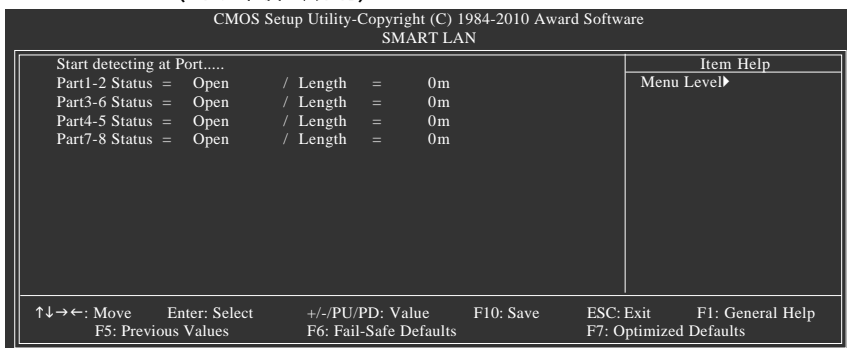 CMOS Setup Utility-Copyright (C) 1984-2010 Award Software
SMART LAN
Start detecting at Port.....
Part1-2 Status = Open / Length = 0m
Part3-6 Status = Open / Length = 0m
Part4-5 Status = Open / Length = 0m
Part7-8 Status = Open / Length = 0m
Item Help
Menu Level▶
↑↓→←: Move Enter: Select +/-/PU/PD: Value F10: Save ESC: Exit F1: General Help
F5: Previous Values F6: Fail-Safe Defaults F7: Optimized Defaults